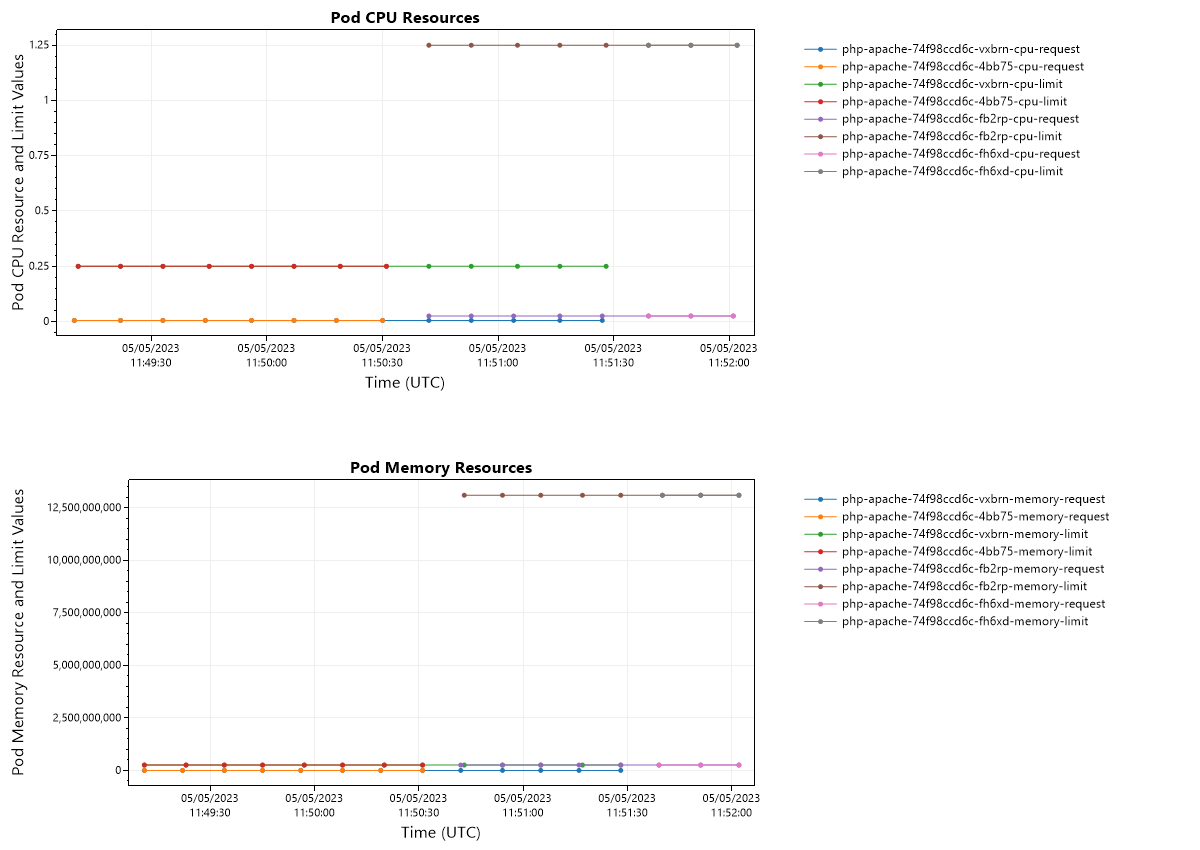 Pod CPU Resources
Pod CPU Resource and Limit Values
1.25
1
0.75
0.5
0.25
0
05/05/2023
11:49:30
05/05/2023
11:50:00
05/05/2023
11:50:30
05/05/2023
11:51:00
05/05/2023
11:51:30
05/05/2023
11:52:00
Time (UTC)
php-apache-74f98ccd6c-vxbrn-cpu-request
php-apache-74f98ccd6c-4bb75-cpu-request
php-apache-74f98ccd6c-vxbrn-cpu-limit
php-apache-74f98ccd6c-4bb75-cpu-limit
php-apache-74f98ccd6c-fb2rp-cpu-request
php-apache-74f98ccd6c-fb2rp-cpu-limit
php-apache-74f98ccd6c-fh6xd-cpu-request
php-apache-74f98ccd6c-fh6xd-cpu-limit
Pod Memory Resources
Pod Memory Resource and Limit Values
12,500,000,000
10,000,000,000
7,500,000,000
5,000,000,000
2,500,000,000
0
05/05/2023
11:49:30
05/05/2023
11:50:00
05/05/2023
11:50:30
05/05/2023
11:51:00
05/05/2023
11:51:30
05/05/2023
11:52:00
Time (UTC)
php-apache-74f98ccd6c-vxbrn-memory-request
php-apache-74f98ccd6c-4bb75-memory-request
php-apache-74f98ccd6c-vxbrn-memory-limit
php-apache-74f98ccd6c-4bb75-memory-limit
php-apache-74f98ccd6c-fb2rp-memory-request
php-apache-74f98ccd6c-fb2rp-memory-limit
php-apache-74f98ccd6c-fh6xd-memory-request
php-apache-74f98ccd6c-fh6xd-memory-limit